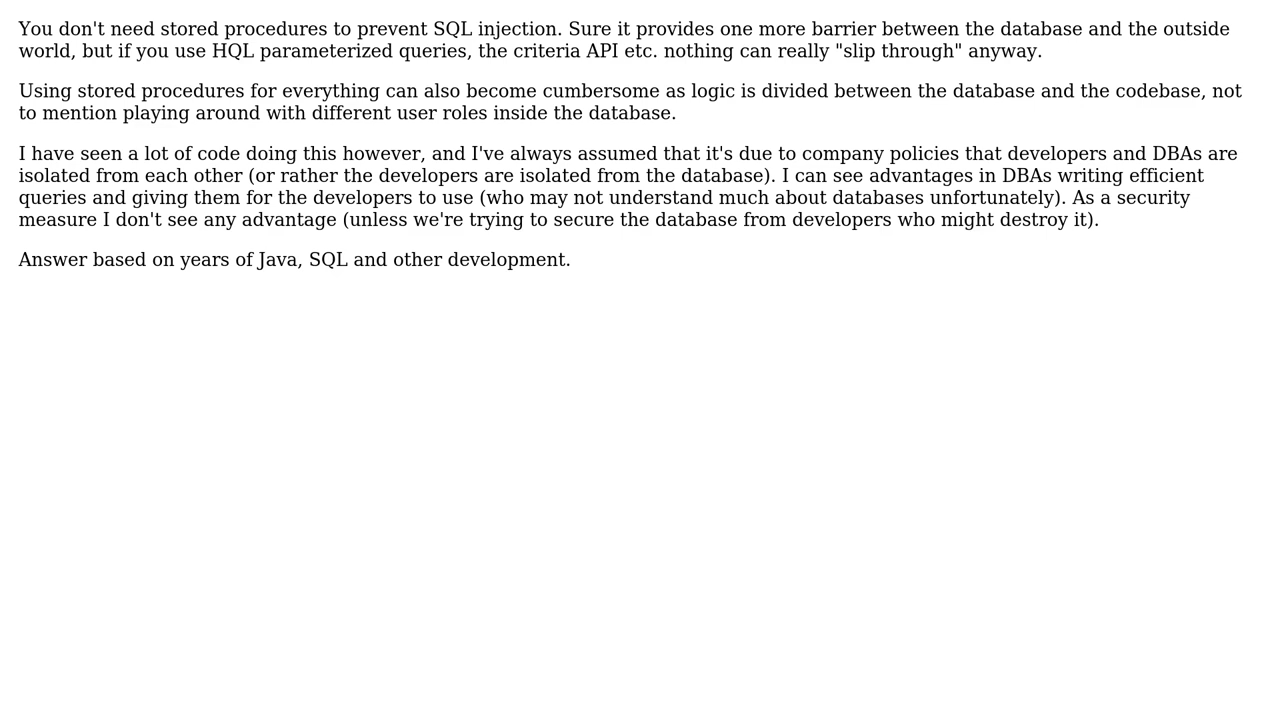 You don't need stored procedures to prevent SQL injection. Sure it provides one more barrier between the database and the outside
world, but if you use HQL parameterized queries, the criteria API etc. nothing can really "slip through" anyway.
Using stored procedures for everything can also become cumbersome as logic is divided between the database and the codebase, not
to mention playing around with different user roles inside the database.
I have seen a lot of code doing this however, and I've always assumed that it's due to company policies that developers and DBAs are
isolated from each other (or rather the developers are isolated from the database). I can see advantages in DBAs writing efficient
queries and giving them for the developers to use (who may not understand much about databases unfortunately). As a security
measure I don't see any advantage (unless we're trying to secure the database from developers who might destroy it).
Answer based on years of Java, SQL and other development.